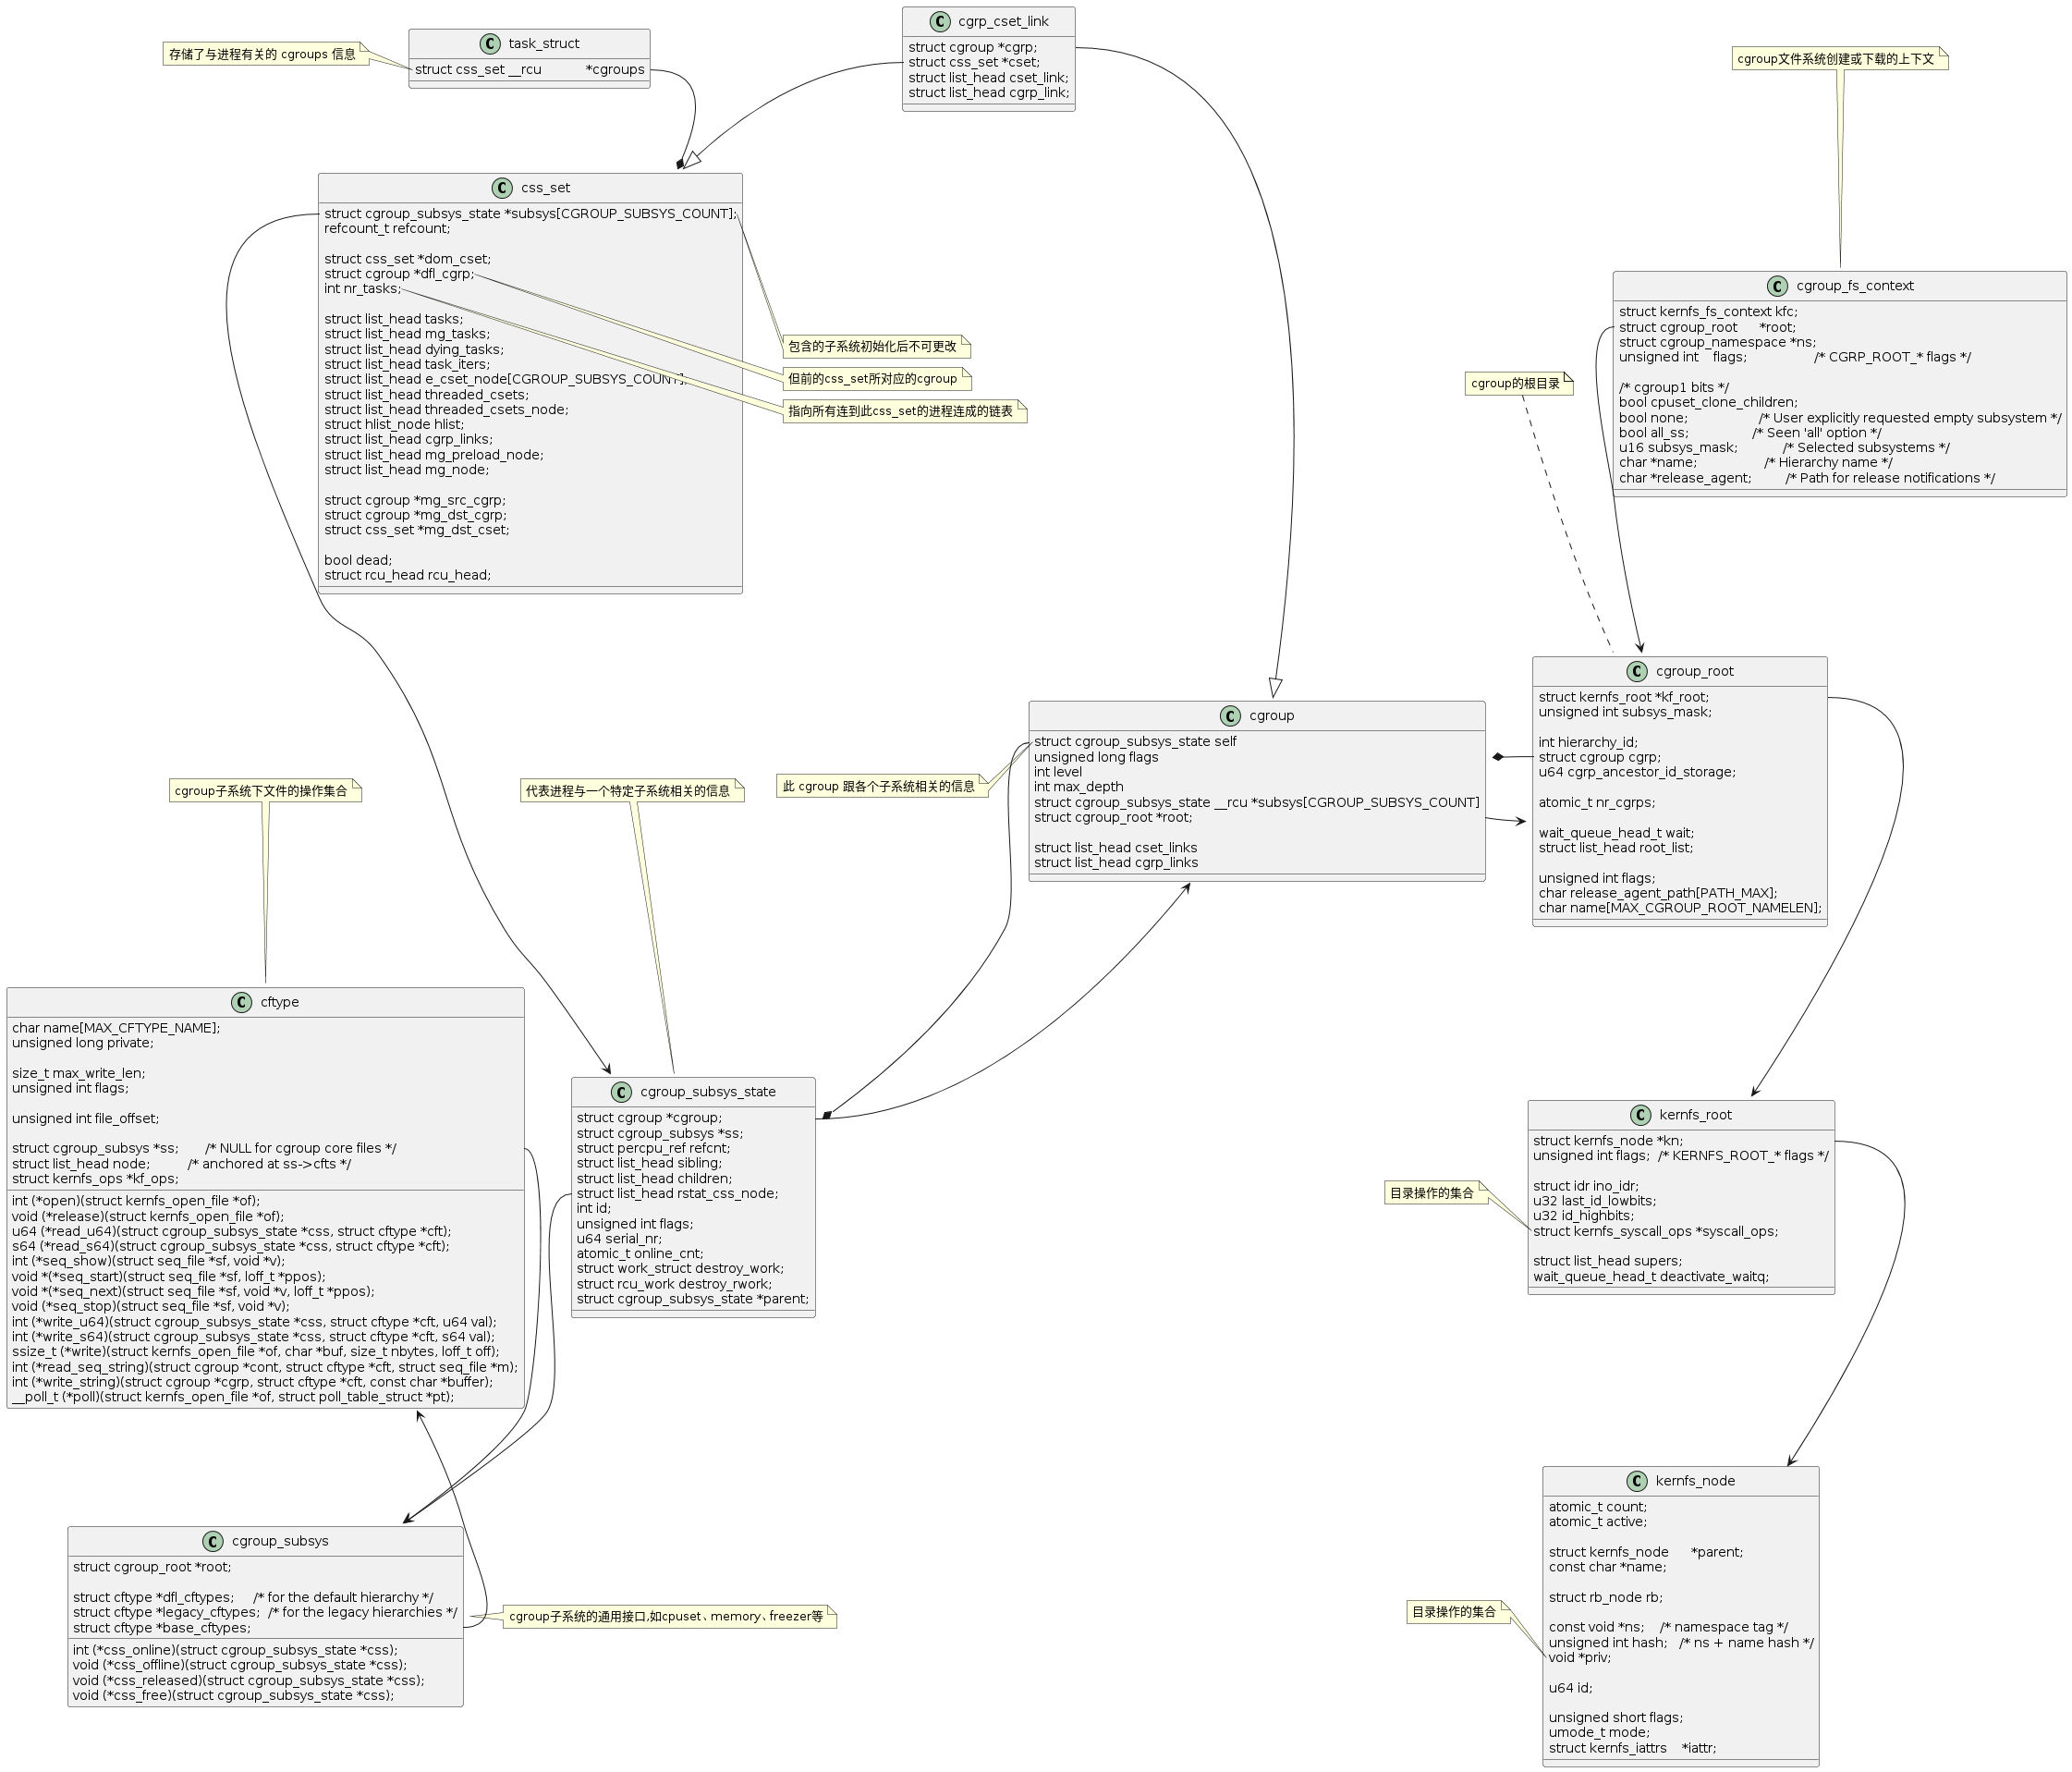 存储了与进程有关的 cgroups 信息
task_struct
struct css_set __rcu *cgroups
cgrp_cset_link
struct cgroup *cgrp;
struct css_set *cset;
struct list_head cset_link;
struct list_head cgrp_link;
cgroup文件系统创建或下载的上下文
css_set
struct cgroup_subsys_state *subsys[CGROUP_SUBSYS_COUNT];
refcount_t refcount;
struct css_set *dom_cset;
struct cgroup *dfl_cgrp;
int nr_tasks;
struct list_head tasks;
struct list_head mg_tasks;
struct list_head dying_tasks;
struct list_head task_iters;
struct list_head e_cset_node[CGROUP_SUBSYS_COUNT];
struct list_head threaded_csets;
struct list_head threaded_csets_node;
struct hlist_node hlist;
struct list_head cgrp_links;
struct list_head mg_preload_node;
struct list_head mg_node;
struct cgroup *mg_src_cgrp;
struct cgroup *mg_dst_cgrp;
struct css_set *mg_dst_cset;
bool dead;
struct rcu_head rcu_head;
包含的子系统初始化后不可更改
但前的css_set所对应的cgroup
指向所有连到此css_set的进程连成的链表
cgroup_fs_context
struct kernfs_fs_context kfc;
struct cgroup_root *root;
struct cgroup_namespace *ns;
unsigned int flags; /* CGRP_ROOT_* flags */
/* cgroup1 bits */
bool cpuset_clone_children;
bool none; /* User explicitly requested empty subsystem */
bool all_ss; /* Seen 'all' option */
u16 subsys_mask; /* Selected subsystems */
char *name; /* Hierarchy name */
char *release_agent; /* Path for release notifications */
cgroup的根目录
cgroup_root
struct kernfs_root *kf_root;
unsigned int subsys_mask;
int hierarchy_id;
struct cgroup cgrp;
u64 cgrp_ancestor_id_storage;
atomic_t nr_cgrps;
wait_queue_head_t wait;
struct list_head root_list;
unsigned int flags;
char release_agent_path[PATH_MAX];
char name[MAX_CGROUP_ROOT_NAMELEN];
cgroup
struct cgroup_subsys_state self
unsigned long flags
int level
int max_depth
struct cgroup_subsys_state __rcu *subsys[CGROUP_SUBSYS_COUNT]
struct cgroup_root *root;
struct list_head cset_links
struct list_head cgrp_links
此 cgroup 跟各个子系统相关的信息
cgroup子系统下文件的操作集合
代表进程与一个特定子系统相关的信息
cftype
char name[MAX_CFTYPE_NAME];
unsigned long private;
size_t max_write_len;
unsigned int flags;
unsigned int file_offset;
struct cgroup_subsys *ss; /* NULL for cgroup core files */
struct list_head node; /* anchored at ss->cfts */
struct kernfs_ops *kf_ops;
int (*open)(struct kernfs_open_file *of);
void (*release)(struct kernfs_open_file *of);
u64 (*read_u64)(struct cgroup_subsys_state *css, struct cftype *cft);
s64 (*read_s64)(struct cgroup_subsys_state *css, struct cftype *cft);
int (*seq_show)(struct seq_file *sf, void *v);
void *(*seq_start)(struct seq_file *sf, loff_t *ppos);
void *(*seq_next)(struct seq_file *sf, void *v, loff_t *ppos);
void (*seq_stop)(struct seq_file *sf, void *v);
int (*write_u64)(struct cgroup_subsys_state *css, struct cftype *cft, u64 val);
int (*write_s64)(struct cgroup_subsys_state *css, struct cftype *cft, s64 val);
ssize_t (*write)(struct kernfs_open_file *of, char *buf, size_t nbytes, loff_t off);
int (*read_seq_string)(struct cgroup *cont, struct cftype *cft, struct seq_file *m);
int (*write_string)(struct cgroup *cgrp, struct cftype *cft, const char *buffer);
__poll_t (*poll)(struct kernfs_open_file *of, struct poll_table_struct *pt);
cgroup_subsys_state
struct cgroup *cgroup;
struct cgroup_subsys *ss;
struct percpu_ref refcnt;
struct list_head sibling;
struct list_head children;
struct list_head rstat_css_node;
int id;
unsigned int flags;
u64 serial_nr;
atomic_t online_cnt;
struct work_struct destroy_work;
struct rcu_work destroy_rwork;
struct cgroup_subsys_state *parent;
kernfs_root
struct kernfs_node *kn;
unsigned int flags; /* KERNFS_ROOT_* flags */
struct idr ino_idr;
u32 last_id_lowbits;
u32 id_highbits;
struct kernfs_syscall_ops *syscall_ops;
struct list_head supers;
wait_queue_head_t deactivate_waitq;
目录操作的集合
cgroup_subsys
struct cgroup_root *root;
struct cftype *dfl_cftypes; /* for the default hierarchy */
struct cftype *legacy_cftypes; /* for the legacy hierarchies */
struct cftype *base_cftypes;
int (*css_online)(struct cgroup_subsys_state *css);
void (*css_offline)(struct cgroup_subsys_state *css);
void (*css_released)(struct cgroup_subsys_state *css);
void (*css_free)(struct cgroup_subsys_state *css);
cgroup子系统的通用接口,如cpuset、memory、freezer等
kernfs_node
atomic_t count;
atomic_t active;
struct kernfs_node *parent;
const char *name;
struct rb_node rb;
const void *ns; /* namespace tag */
unsigned int hash; /* ns + name hash */
void *priv;
u64 id;
unsigned short flags;
umode_t mode;
struct kernfs_iattrs *iattr;
目录操作的集合